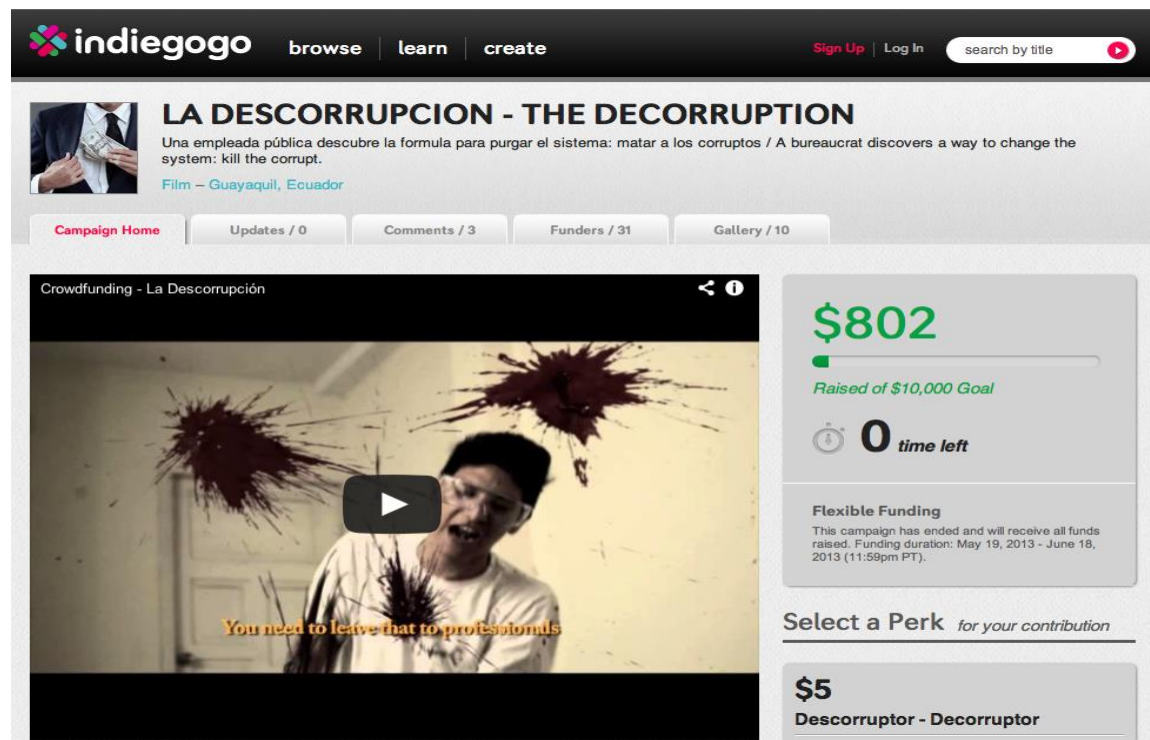 indiegogo browse learn create Sign Up Log In search by title
LA DESCORRUPCION - THE DECORRUPTION
Una empleada pública descubre la formula para purgar el sistema: matar a los corruptos / A bureaucrat discovers a way to change the
system: kill the corrupt.
Film – Guayaquil, Ecuador
Campaign Home Updates / 0 Comments / 3 Funders / 31 Gallery / 10
Crowdfunding - La Descorrupción
You need to leave that to professionals
$802
Raised of $10,000 Goal
0 time left
Flexible Funding
This campaign has ended and will receive all funds
raised. Funding duration: May 19, 2013 - June 18,
2013 (11:59pm PT).
Select a Perk for your contribution
$5
Descorruptor - Decorruptor